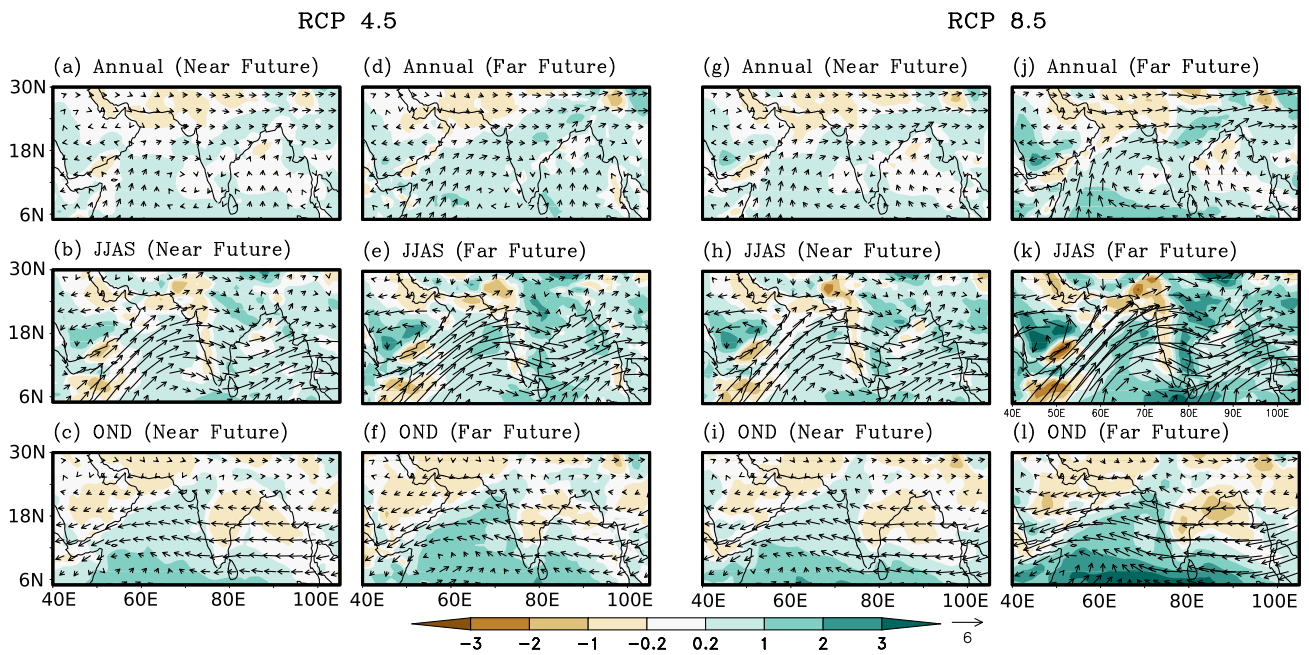 RCP 4.5 RCP 8.5
(a) Annual (Near Future) (d) Annual (Far Future) (g) Annual (Near Future) (j) Annual (Far Future)
30N
18N
6N
(b) JJAS (Near Future) (e) JJAS (Far Future) (h) JJAS (Near Future) (k) JJAS (Far Future)
30N
18N
6N
40E 50E 60E 70E 80E 90E 100E
(c) OND (Near Future) (f) OND (Far Future) (i) OND (Near Future) (l) OND (Far Future)
30N
18N
6N
40E 60E 80E 100E 40E 60E 80E 100E 40E 60E 80E 100E 40E 60E 80E 100E
-3 -2 -1 -0.2 0.2 1 2 3 6